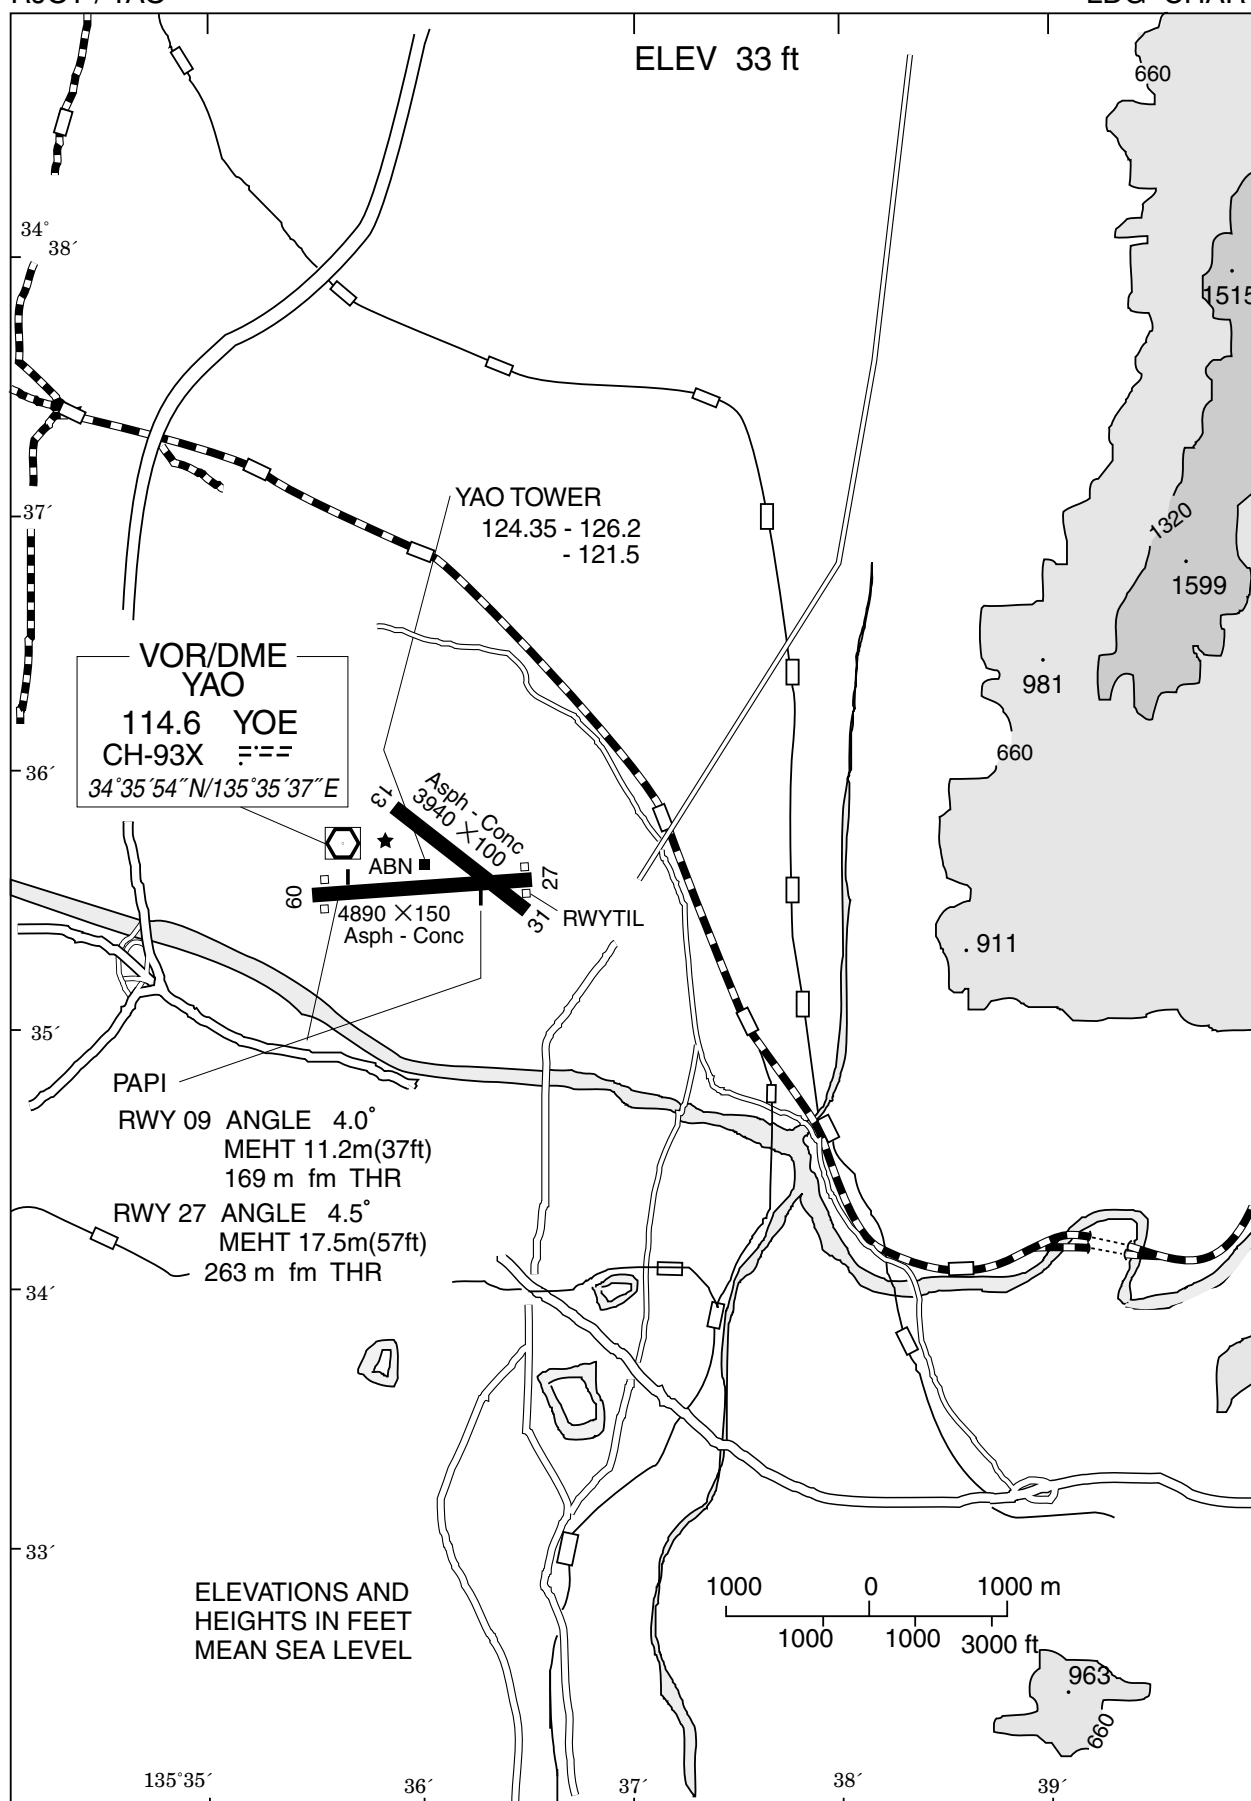 ELEV 33 ft
660
34°
38´
1515
37´
YAO TOWER
124.35 - 126.2
- 121.5
1320
1599
VOR/DME
YAO
114.6 YOE
CH-93X
34°35´54″N/135°35´37″E
981
660
36´
13
Asph - Conc
3940 ×100
ABN
09
27
4890 ×150
Asph - Conc
31
RWYTIL
911
35´
PAPI
RWY 09 ANGLE 4.0°
MEHT 11.2m(37ft)
169 m fm THR
RWY 27 ANGLE 4.5°
MEHT 17.5m(57ft)
263 m fm THR
34´
33´
ELEVATIONS AND
HEIGHTS IN FEET
MEAN SEA LEVEL
1000 0 1000 m
1000 1000 3000 ft
963
660
135°35´ 36´ 37´ 38´ 39´